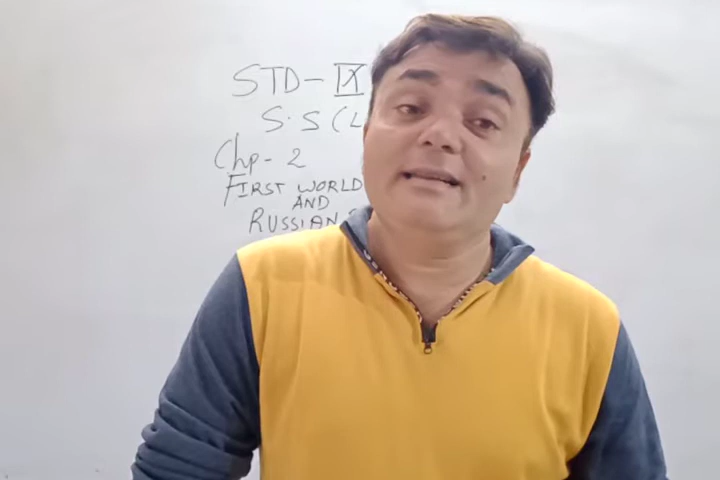 STD-IX
S.S (
Chp-2
FIRST WORLD
AND
RUSSIAN